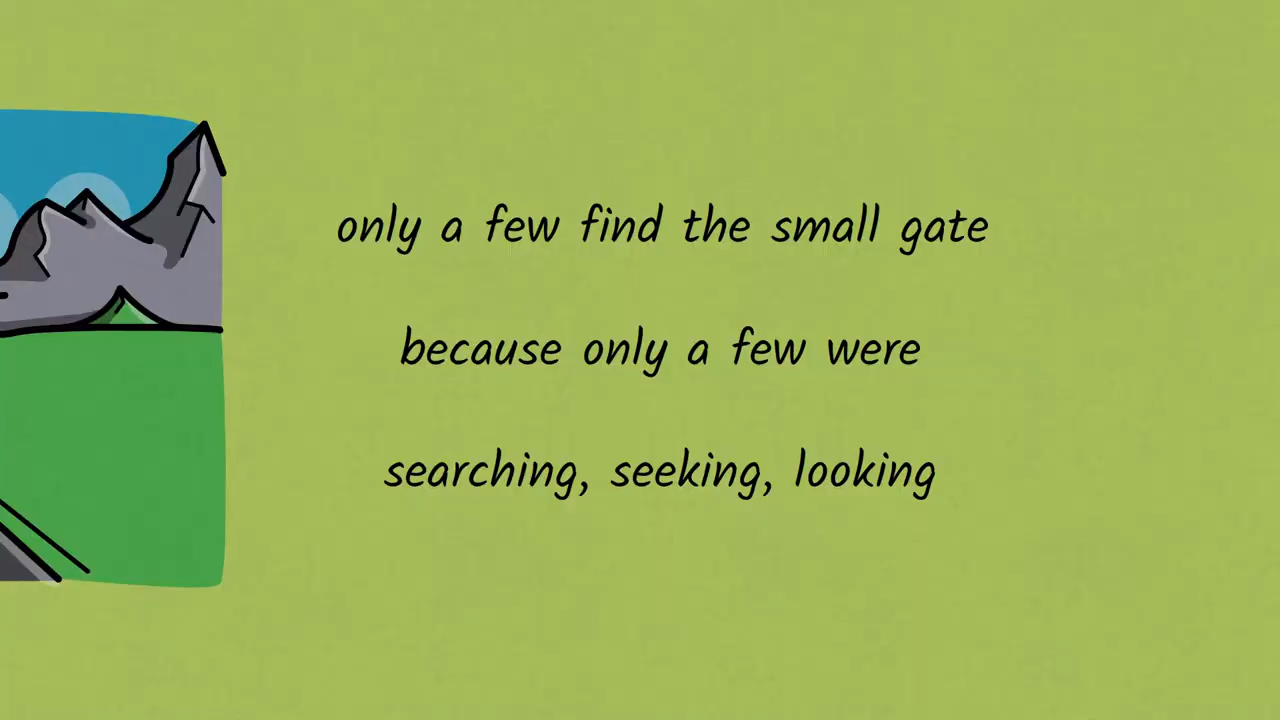 only a few find the small gate
because only a few were
searching, seeking, looking